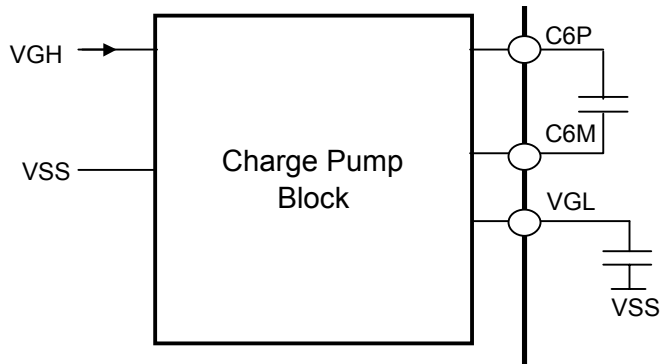 VGH
VSS
Charge Pump
Block
C6P
C6M
VGL
VSS